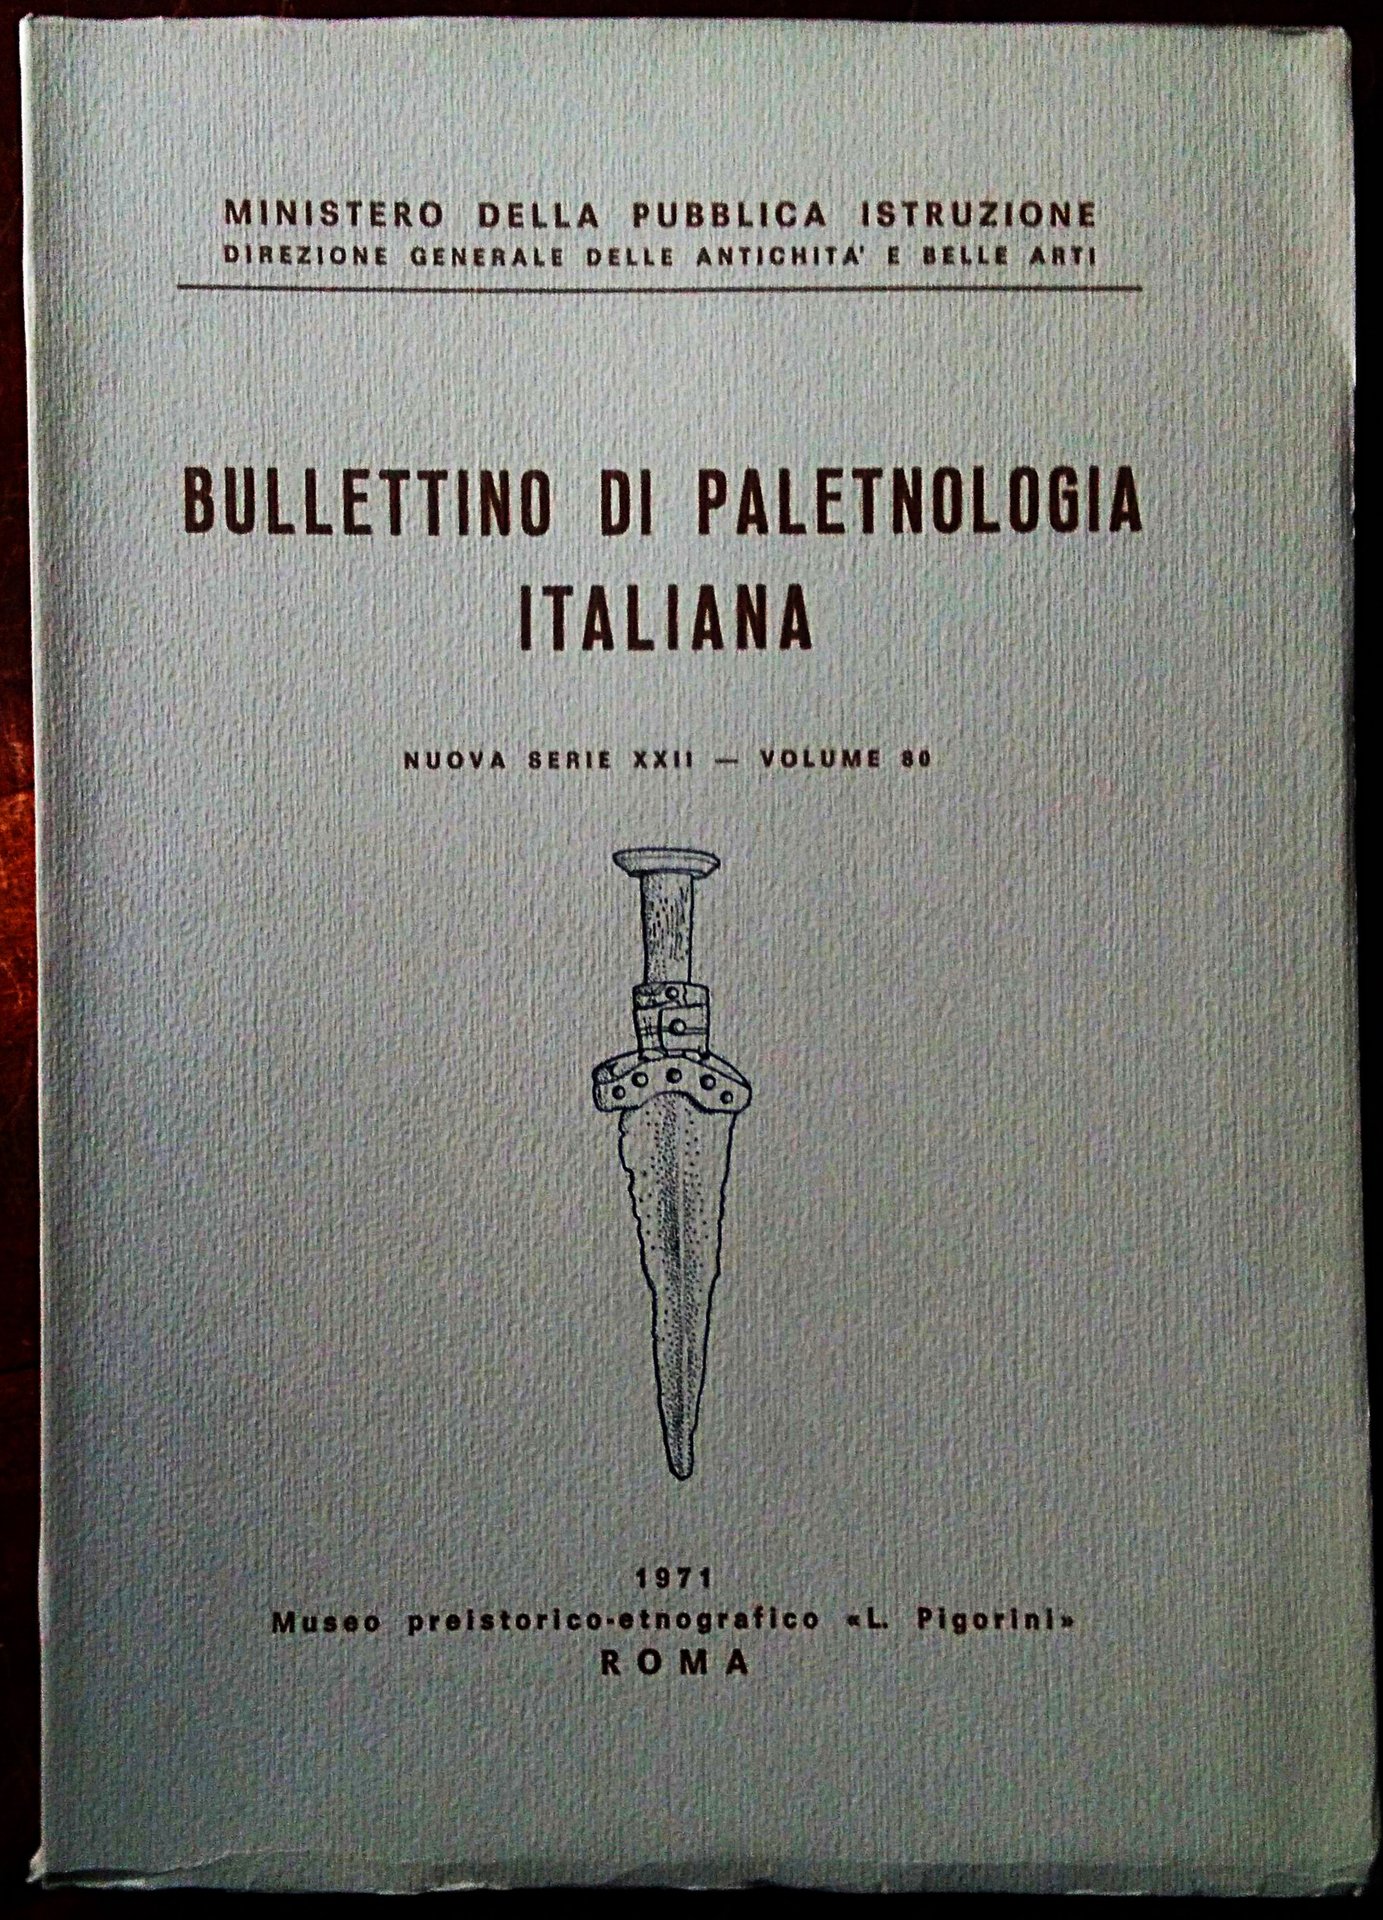 MINISTERO DELLA PUBBLICA ISTRUZIONE
DIREZIONE GENERALE DELLE ANTICHITA' E BELLE ARTI
BULLETTINO DI PALETNOLOGIA
ITALIANA
NUOVA SERIE XXII — VOLUME 80
1971
Museo preistorico-etnografico «L. Pigorini»
ROMA